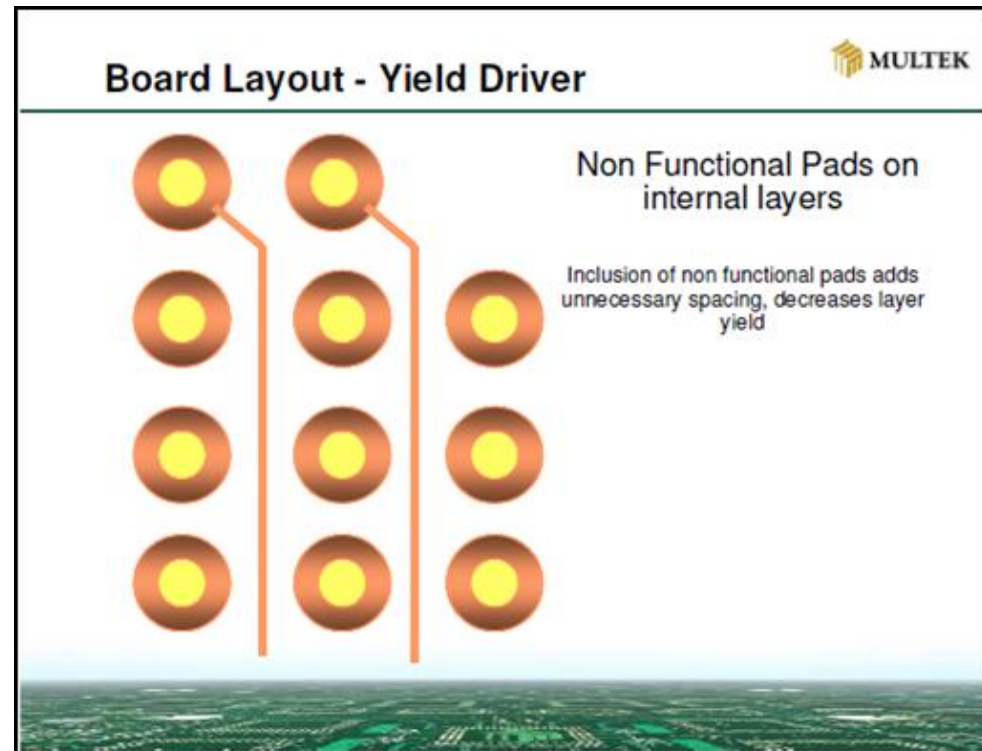 Board Layout - Yield Driver
MULTEK
Non Functional Pads on
internal layers
Inclusion of non functional pads adds
unnecessary spacing, decreases layer
yield